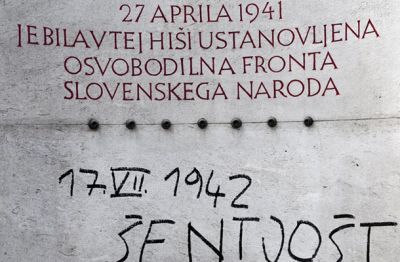 27 APRILA 1941
JE BILA V TEJ HIŠI USTANOVLJENA
OSVOBODILNA FRONTA
SLOVENSKEGA NARODA
17.VII. 1942
ŠENTJOŠT